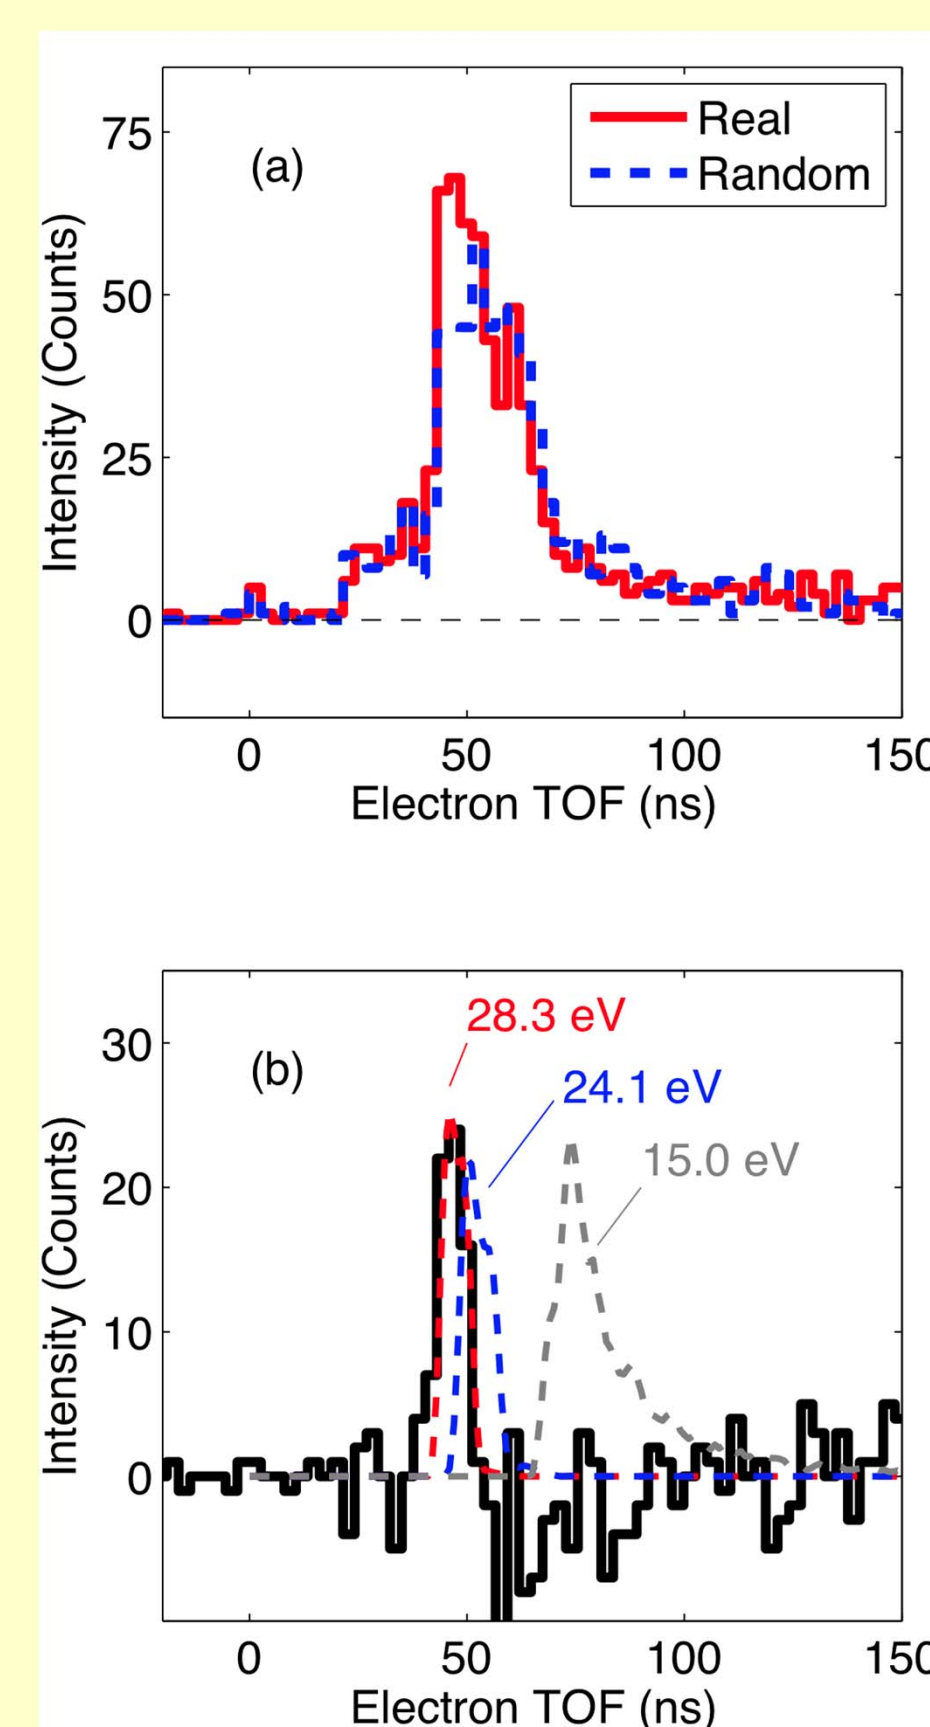 75
50
25
0
Intensity (Counts)
(a)
Real
Random
0 50 100 150
Electron TOF (ns)
30
20
10
0
Intensity (Counts)
(b)
28.3 eV
24.1 eV
15.0 eV
0 50 100 150
Electron TOF (ns)